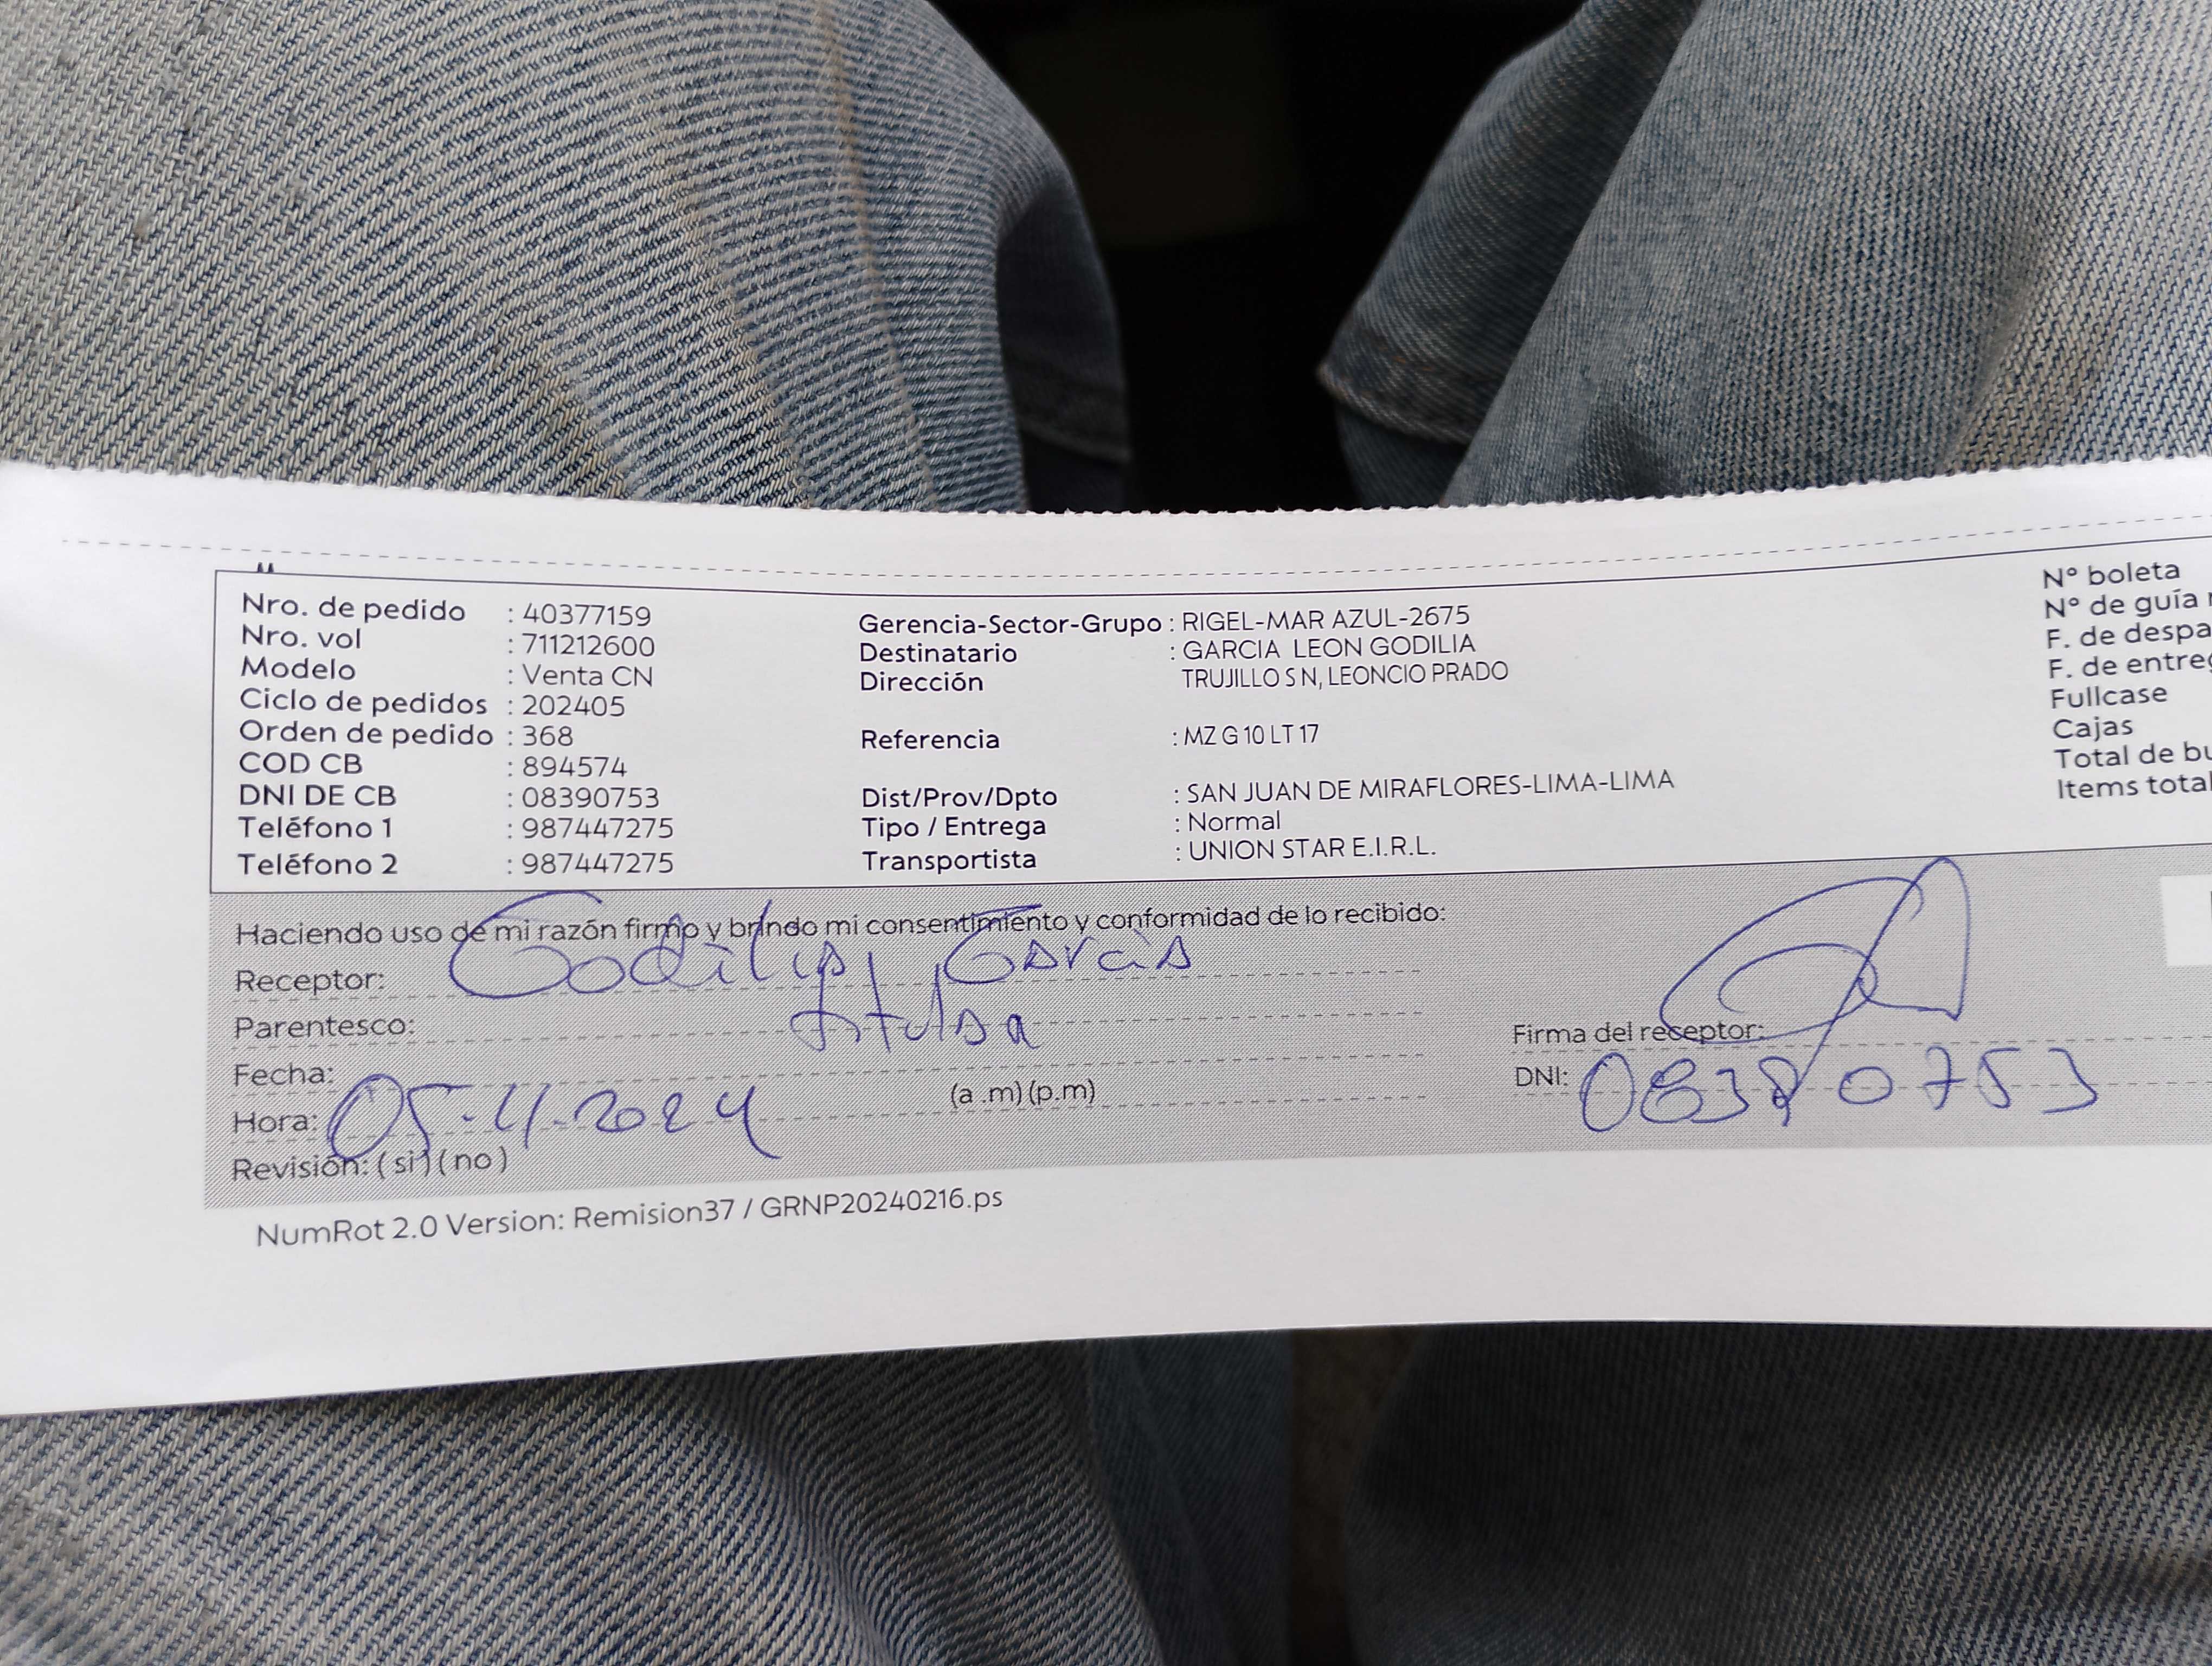 Nro. de pedido : 40377159
Nro. vol : 711212600
Modelo : Venta CN
Ciclo de pedidos : 202405
Orden de pedido : 368
COD CB : 894574
DNI DE CB : 08390753
Teléfono 1 : 987447275
Teléfono 2 : 987447275
Gerencia-Sector-Grupo : RIGEL-MAR AZUL-2675
Destinatario : GARCIA LEON GODILIA
Dirección TRUJILLO S N, LEONCIO PRADO
Referencia : MZ G 10 LT 17
Dist/Prov/Dpto : SAN JUAN DE MIRAFLORES-LIMA-LIMA
Tipo / Entrega : Normal
Transportista : UNION STAR E.I.R.L.
N° boleta
N° de guía
F. de despa
F. de entreg
Fullcase
Cajas
Total de bu
Items total
Haciendo uso de mi razón firmo y brindo mi consentimiento y conformidad de lo recibido:
Receptor: Godilia Garcia
Parentesco:
Fecha:
Hora: 05-4-2024 (a .m) (p.m)
Revisión: ( si ) ( no )
Firma del receptor:
DNI: 08390753
NumRot 2.0 Version: Remision37 / GRNP20240216.ps